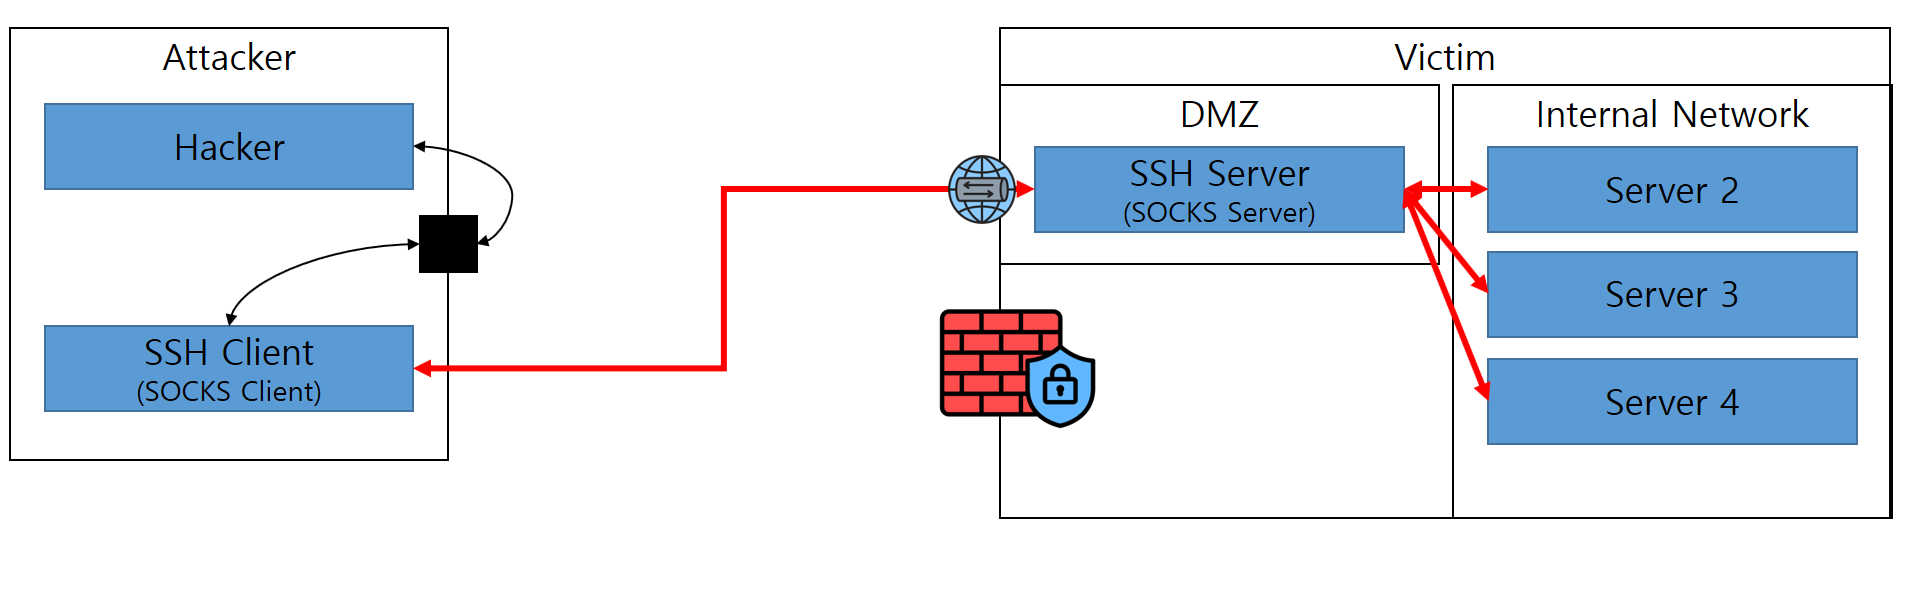 Attacker
Hacker
SSH Client
(SOCKS Client)
Victim
DMZ
SSH Server
(SOCKS Server)
Internal Network
Server 2
Server 3
Server 4